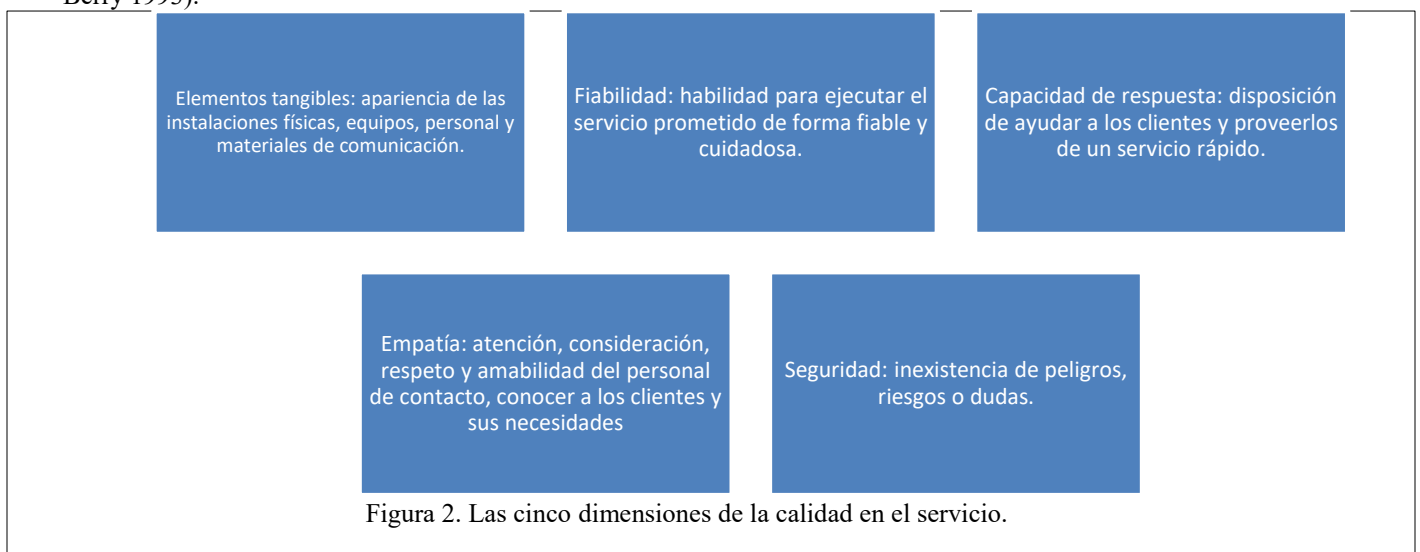 Berry 1993).
Elementos tangibles: apariencia de las
instalaciones físicas, equipos, personal y
materiales de comunicación.
Fiabilidad: habilidad para ejecutar el
servicio prometido de forma fiable y
cuidadosa.
Capacidad de respuesta: disposición
de ayudar a los clientes y proveerlos
de un servicio rápido.
Empatía: atención, consideración,
respeto y amabilidad del personal
de contacto, conocer a los clientes y
sus necesidades
Seguridad: inexistencia de peligros,
riesgos o dudas.
Figura 2. Las cinco dimensiones de la calidad en el servicio.